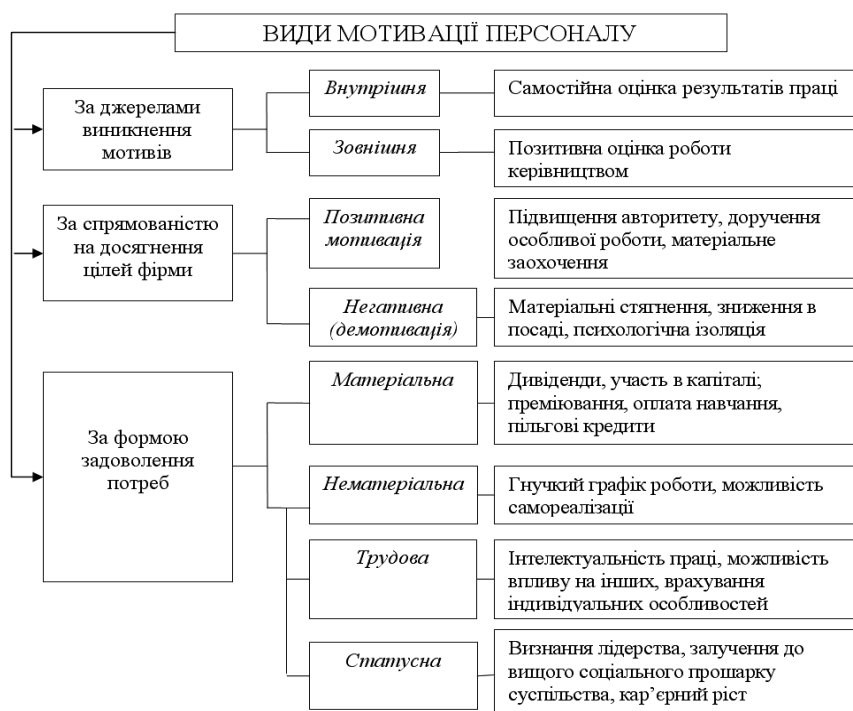 ВИДИ МОТИВАЦІЇ ПЕРСОНАЛУ
За джерелами
виникнення
мотивів
Внутрішня
Самостійна оцінка результатів праці
Зовнішня
Позитивна оцінка роботи
керівництвом
За спрямованістю
на досягнення
цілей фірми
Позитивна
мотивація
Підвищення авторитету, доручення
особливої роботи, матеріальне
заохочення
Негативна
(демотивація)
Матеріальні стягнення, зниження в
посаді, психологічна ізоляція
За формою
задоволення
потреб
Матеріальна
Дивіденди, участь в капіталі;
преміювання, оплата навчання,
пільгові кредити
Нематеріальна
Гнучкий графік роботи, можливість
самореалізації
Трудова
Інтелектуальність праці, можливість
впливу на інших, врахування
індивідуальних особливостей
Статусна
Визнання лідерства, залучення до
вищого соціального прошарку
суспільства, кар’єрний ріст